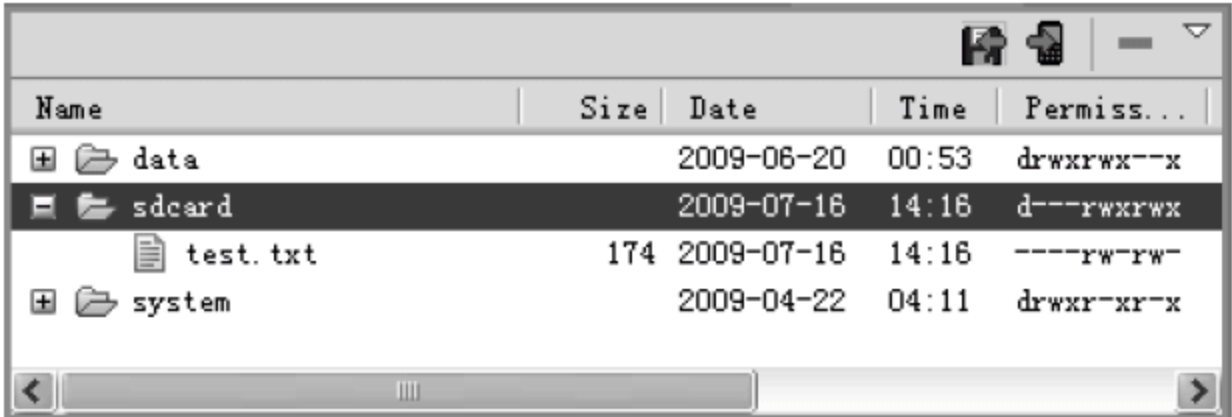 Name Size Date Time Permiss...
data 2009-06-20 00:53 drwxrwx--x
sdcard 2009-07-16 14:16 d---rwxrwx
test.txt 174 2009-07-16 14:16 ----rw-rw-
system 2009-04-22 04:11 drwxr-xr-x